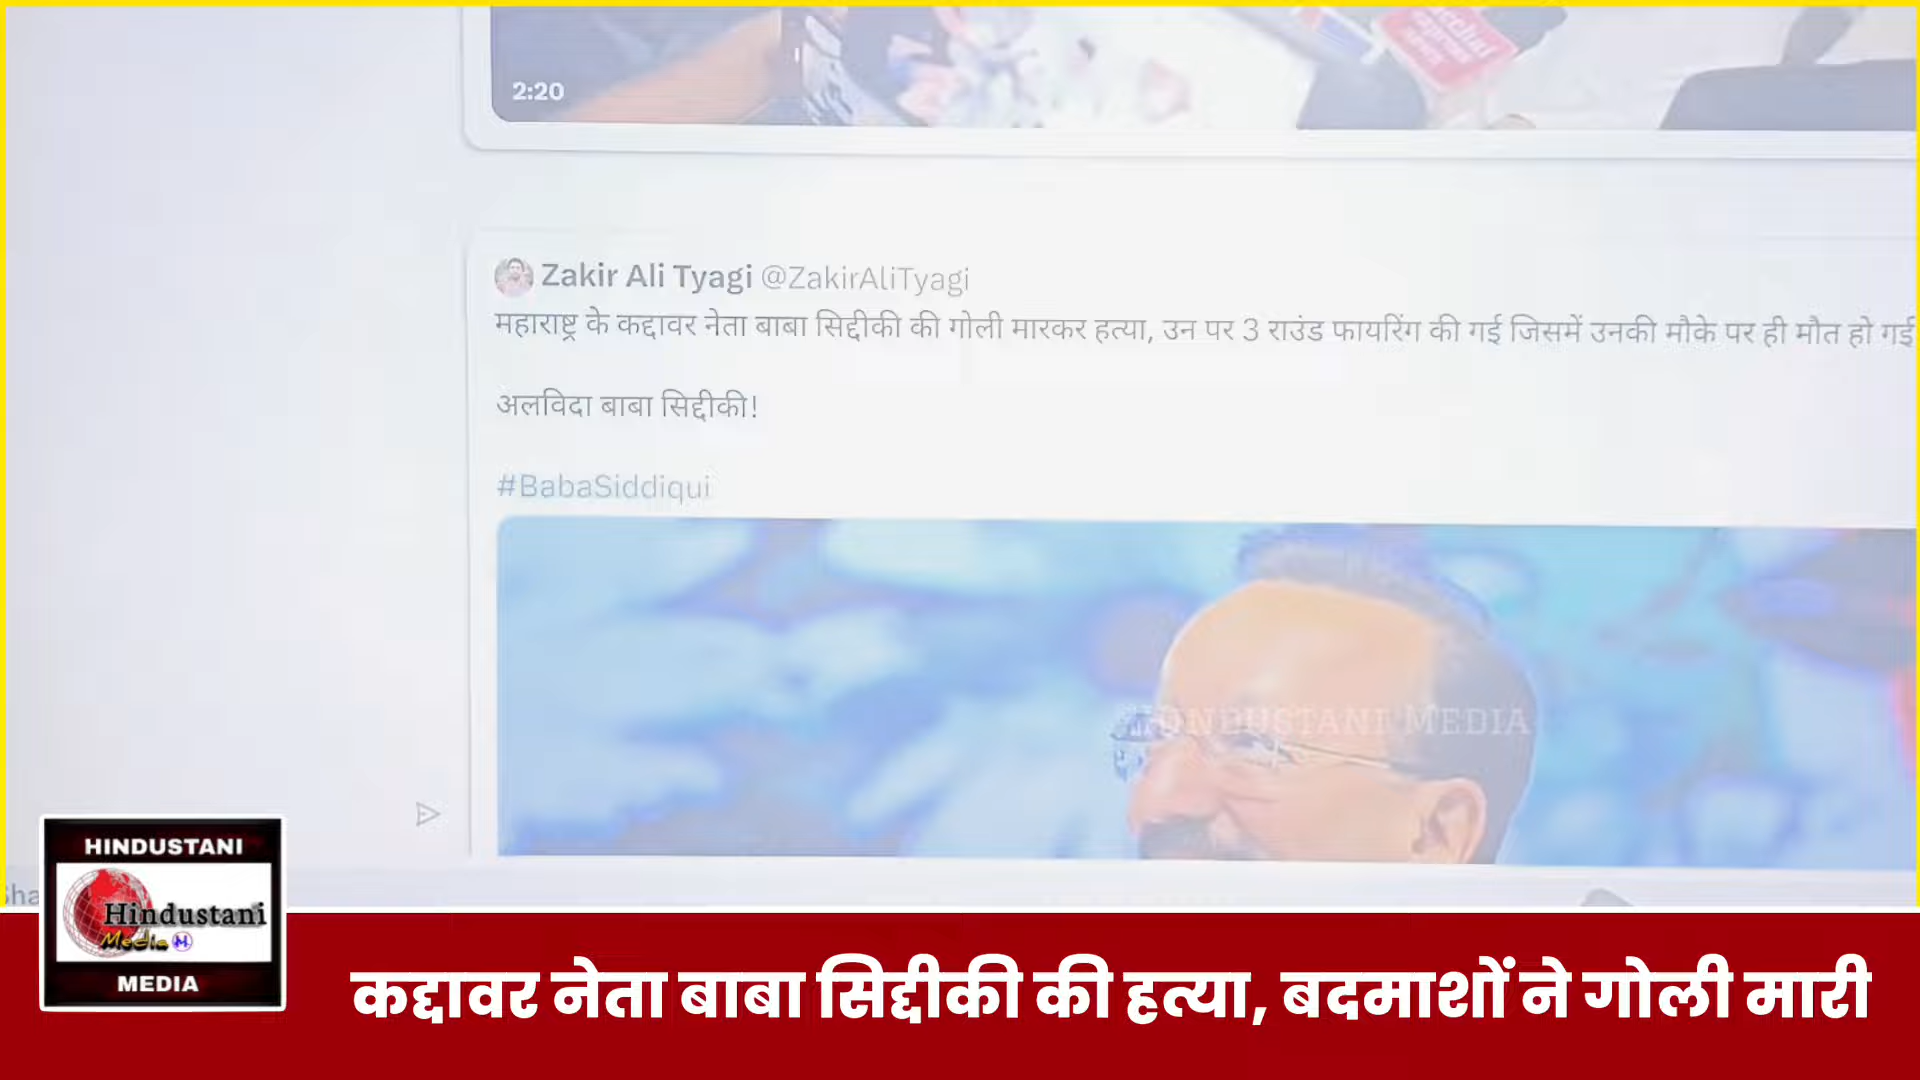 2:20
Zakir Ali Tyagi @ZakirAliTyagi
महाराष्ट्र के कद्दावर नेता बाबा सिद्दीकी की गोली मारकर हत्या, उन पर 3 राउंड फायरिंग की गई जिसमें उनकी मौके पर ही मौत हो गई
अलविदा बाबा सिद्दीकी!
#BabaSiddiqui
HINDUSTANI MEDIA
HINDUSTANI
Hindustani
Media
MEDIA
कद्दावर नेता बाबा सिद्दीकी की हत्या, बदमाशों ने गोली मारी